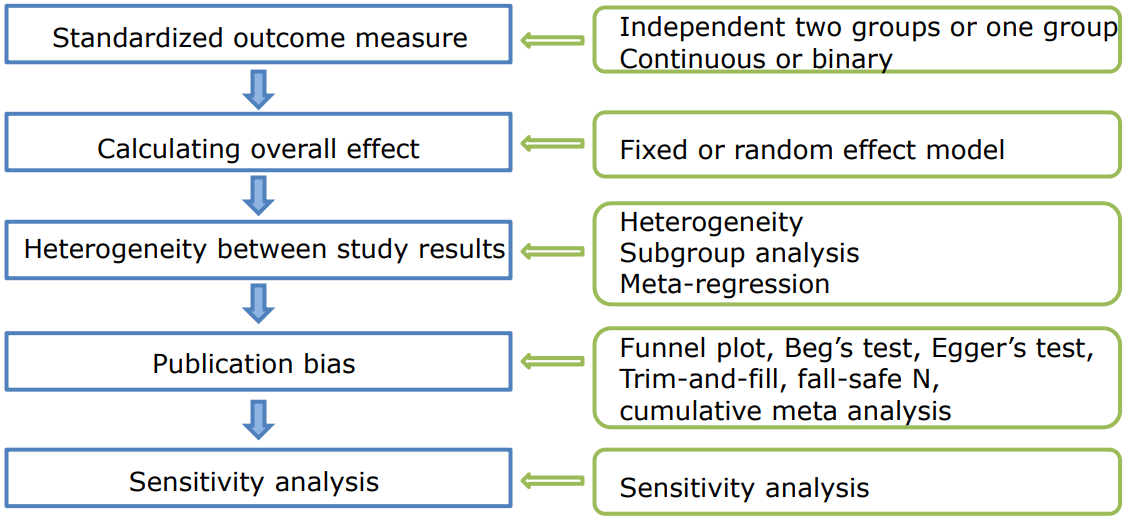 Standardized outcome measure
Independent two groups or one group
Continuous or binary
Calculating overall effect
Fixed or random effect model
Heterogeneity between study results
Heterogeneity
Subgroup analysis
Meta-regression
Publication bias
Funnel plot, Beg’s test, Egger’s test,
Trim-and-fill, fall-safe N,
cumulative meta analysis
Sensitivity analysis
Sensitivity analysis